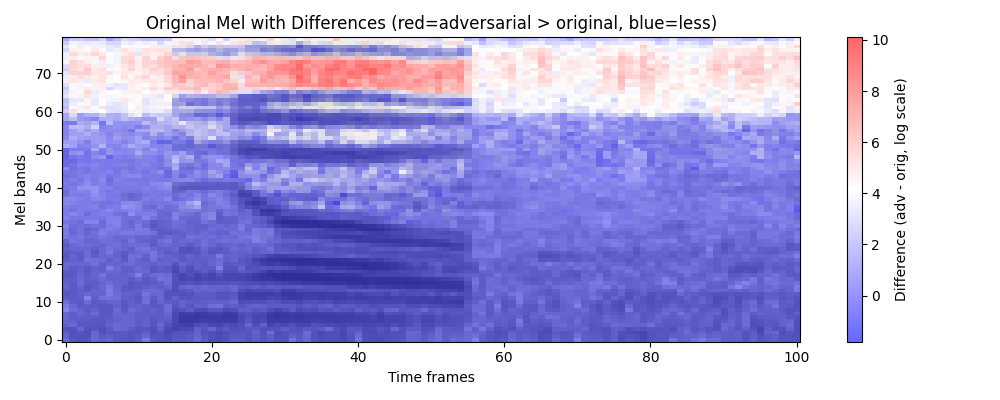 Original Mel with Differences (red=adversarial > original, blue=less)
Mel bands
70
60
50
40
30
20
10
0
0 20 40 60 80 100
Time frames
10
8
6
4
2
0
Difference (adv - orig, log scale)